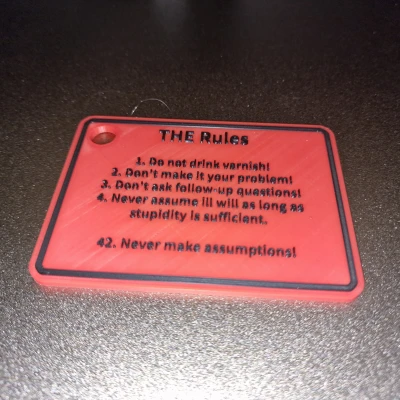 THE Rules
1. Do not drink varnish!
2. Don't make it your problem!
3. Don't ask follow-up questions!
4. Never assume ill will as long as
stupidity is sufficient.
42. Never make assumptions!